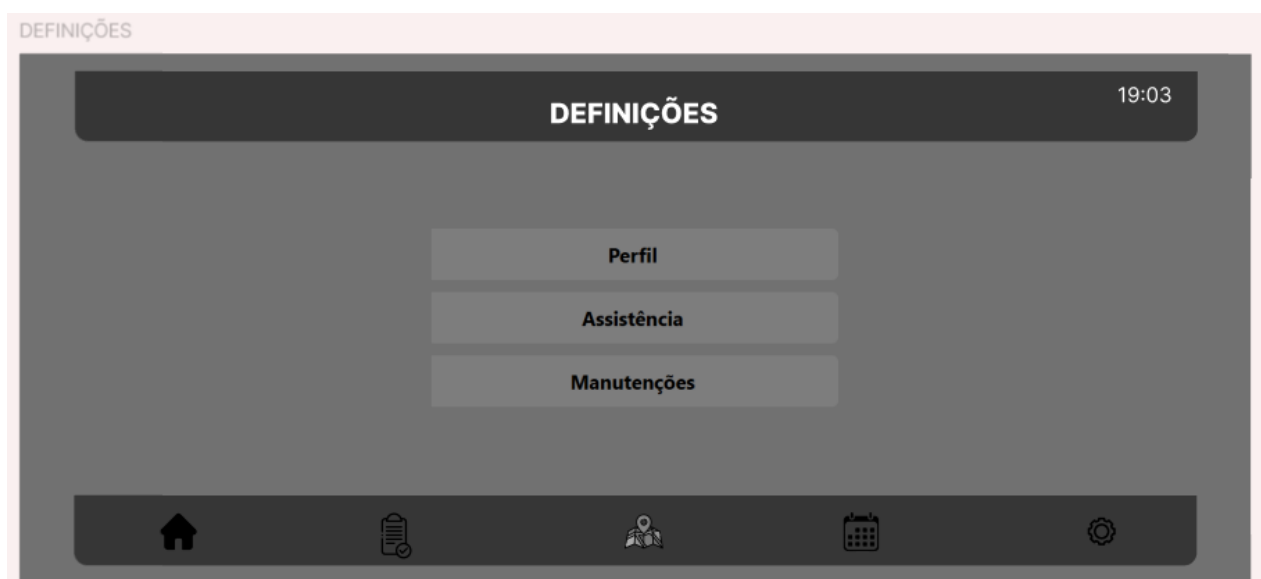 DEFINIÇÕES
DEFINIÇÕES
19:03
Perfil
Assistência
Manutenções